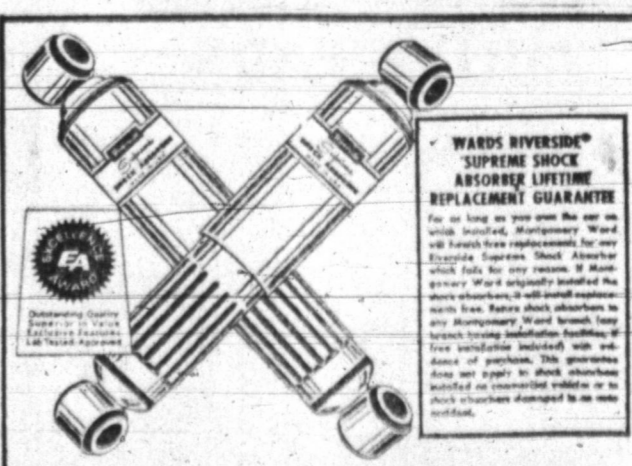 WARDS RIVERSIDE®
SUPREME SHOCK
ABSORBER LIFETIME
REPLACEMENT GUARANTEE
For as long as you own the car on
which installed, Montgomery Ward
will furnish free replacements for any
Riverside Supreme Shock Absorber
which fails for any reason. If Mont-
gomery Ward originally installed the
shock absorbers, it will install replace-
ments free. Return shock absorbers to
any Montgomery Ward branch (any
branch having installation facilities, if
free installation included) with evi-
dence of purchase. This guarantee
does not apply to shock absorbers
installed on commercial vehicles or to
shock absorbers damaged in an auto
accident.
EXCELLENCE
EA
AWARD
Outstanding Quality
Superior in Value
Exclusive Features
Lab Tested Approved